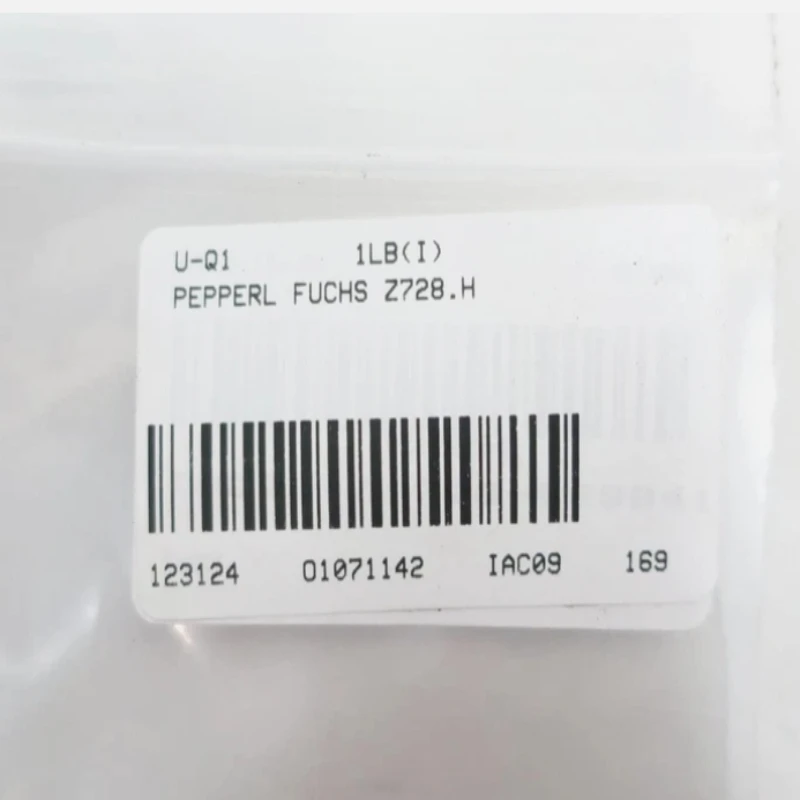 U-Q1 1LB(I)
PEPPERL FUCHS Z728.H
123124 01071142 IAC09 169